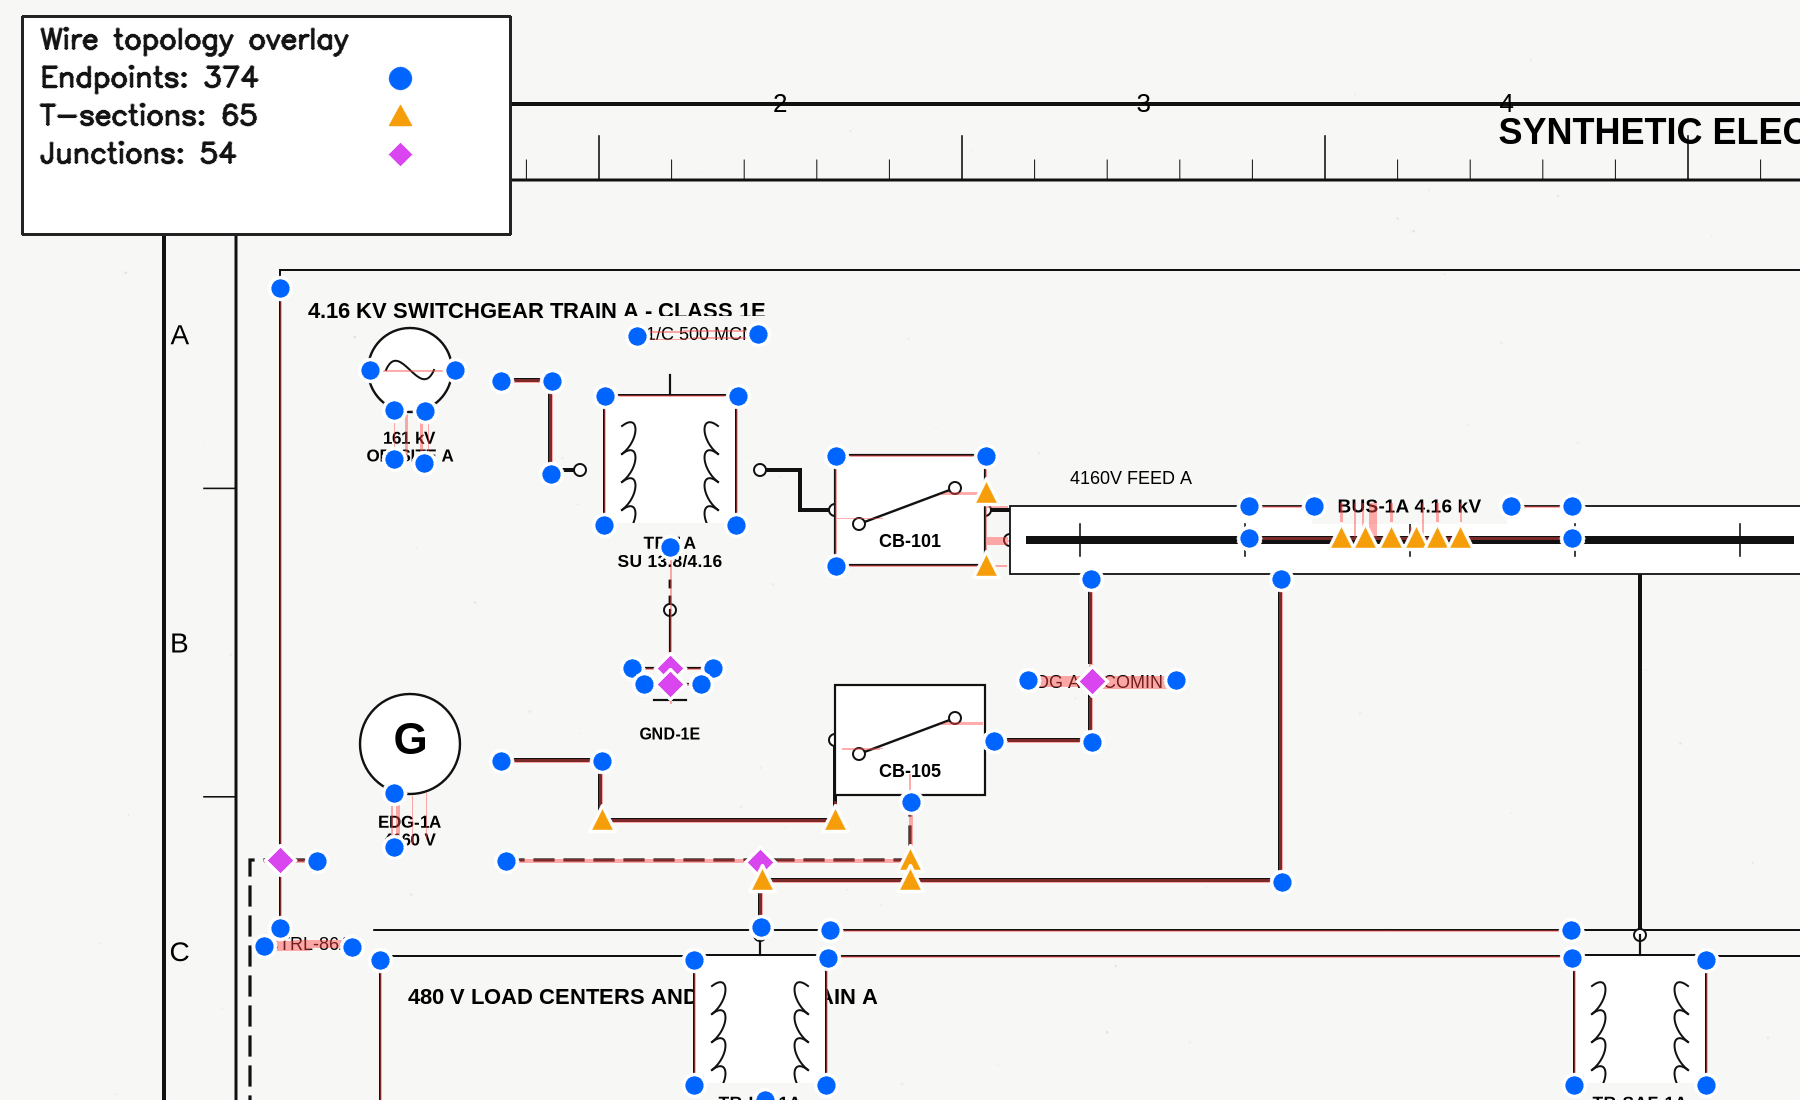 Wire topology overlay
Endpoints: 374
T-sections: 65
Junctions: 54
2
3
4
SYNTHETIC ELEC
A
4.16 KV SWITCHGEAR TRAIN A - CLASS 1E
1/C 500
161 kV
A
4160V FEED A
BUS-1A 4.16 kV
CB-101
A
SU 13.8/4.16
B
GND-1E
G
CB-105
EDG-1A
V
C
480 V LOAD CENTERS AND